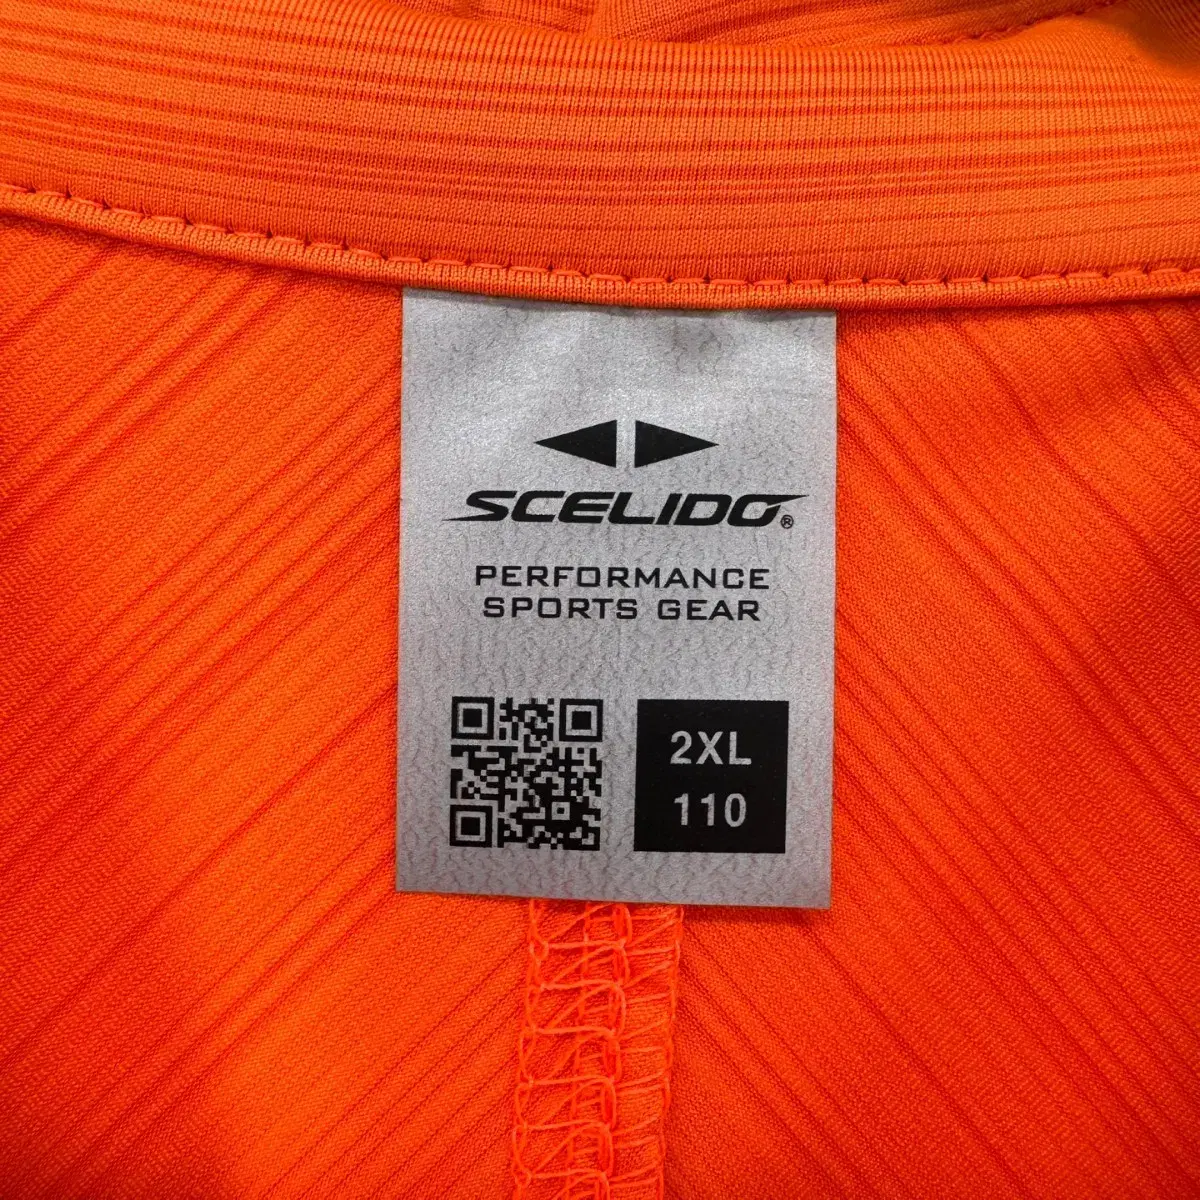 SCELIDO®
PERFORMANCE
SPORTS GEAR
2XL
110